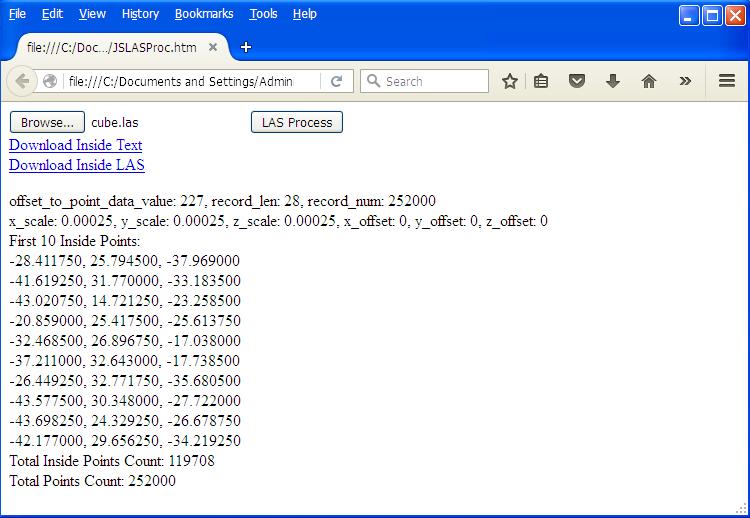 File Edit View History Bookmarks Tools Help
file:///C:/Doc.../JSLASProc.htm
file:///C:/Documents and Settings/Admin
Search
Browse... cube.las LAS Process
Download Inside Text
Download Inside LAS
offset_to_point_data_value: 227, record_len: 28, record_num: 252000
x_scale: 0.00025, y_scale: 0.00025, z_scale: 0.00025, x_offset: 0, y_offset: 0, z_offset: 0
First 10 Inside Points:
-28.411750, 25.794500, -37.969000
-41.619250, 31.770000, -33.183500
-43.020750, 14.721250, -23.258500
-20.859000, 25.417500, -25.613750
-32.468500, 26.896750, -17.038000
-37.211000, 32.643000, -17.738500
-26.449250, 32.771750, -35.680500
-43.577500, 30.348000, -27.722000
-43.698250, 24.329250, -26.678750
-42.177000, 29.656250, -34.219250
Total Inside Points Count: 119708
Total Points Count: 252000